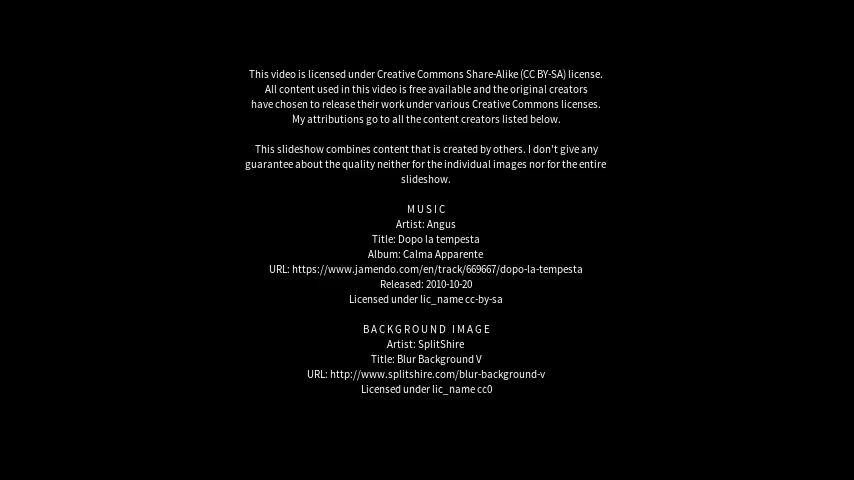 This video is licensed under Creative Commons Share-Alike (CC BY-SA) license.
All content used in this video is free available and the original creators
have chosen to release their work under various Creative Commons licenses.
My attributions go to all the content creators listed below.
This slideshow combines content that is created by others. I don't give any
guarantee about the quality neither for the individual images nor for the entire
slideshow.
MUSIC
Artist: Angus
Title: Dopo la tempesta
Album: Calma Apparente
URL: https://www.jamendo.com/en/track/669667/dopo-la-tempesta
Released: 2010-10-20
Licensed under lic_name cc-by-sa
BACKGROUND IMAGE
Artist: SplitShire
Title: Blur Background V
URL: http://www.splitshire.com/blur-background-v
Licensed under lic_name cc0